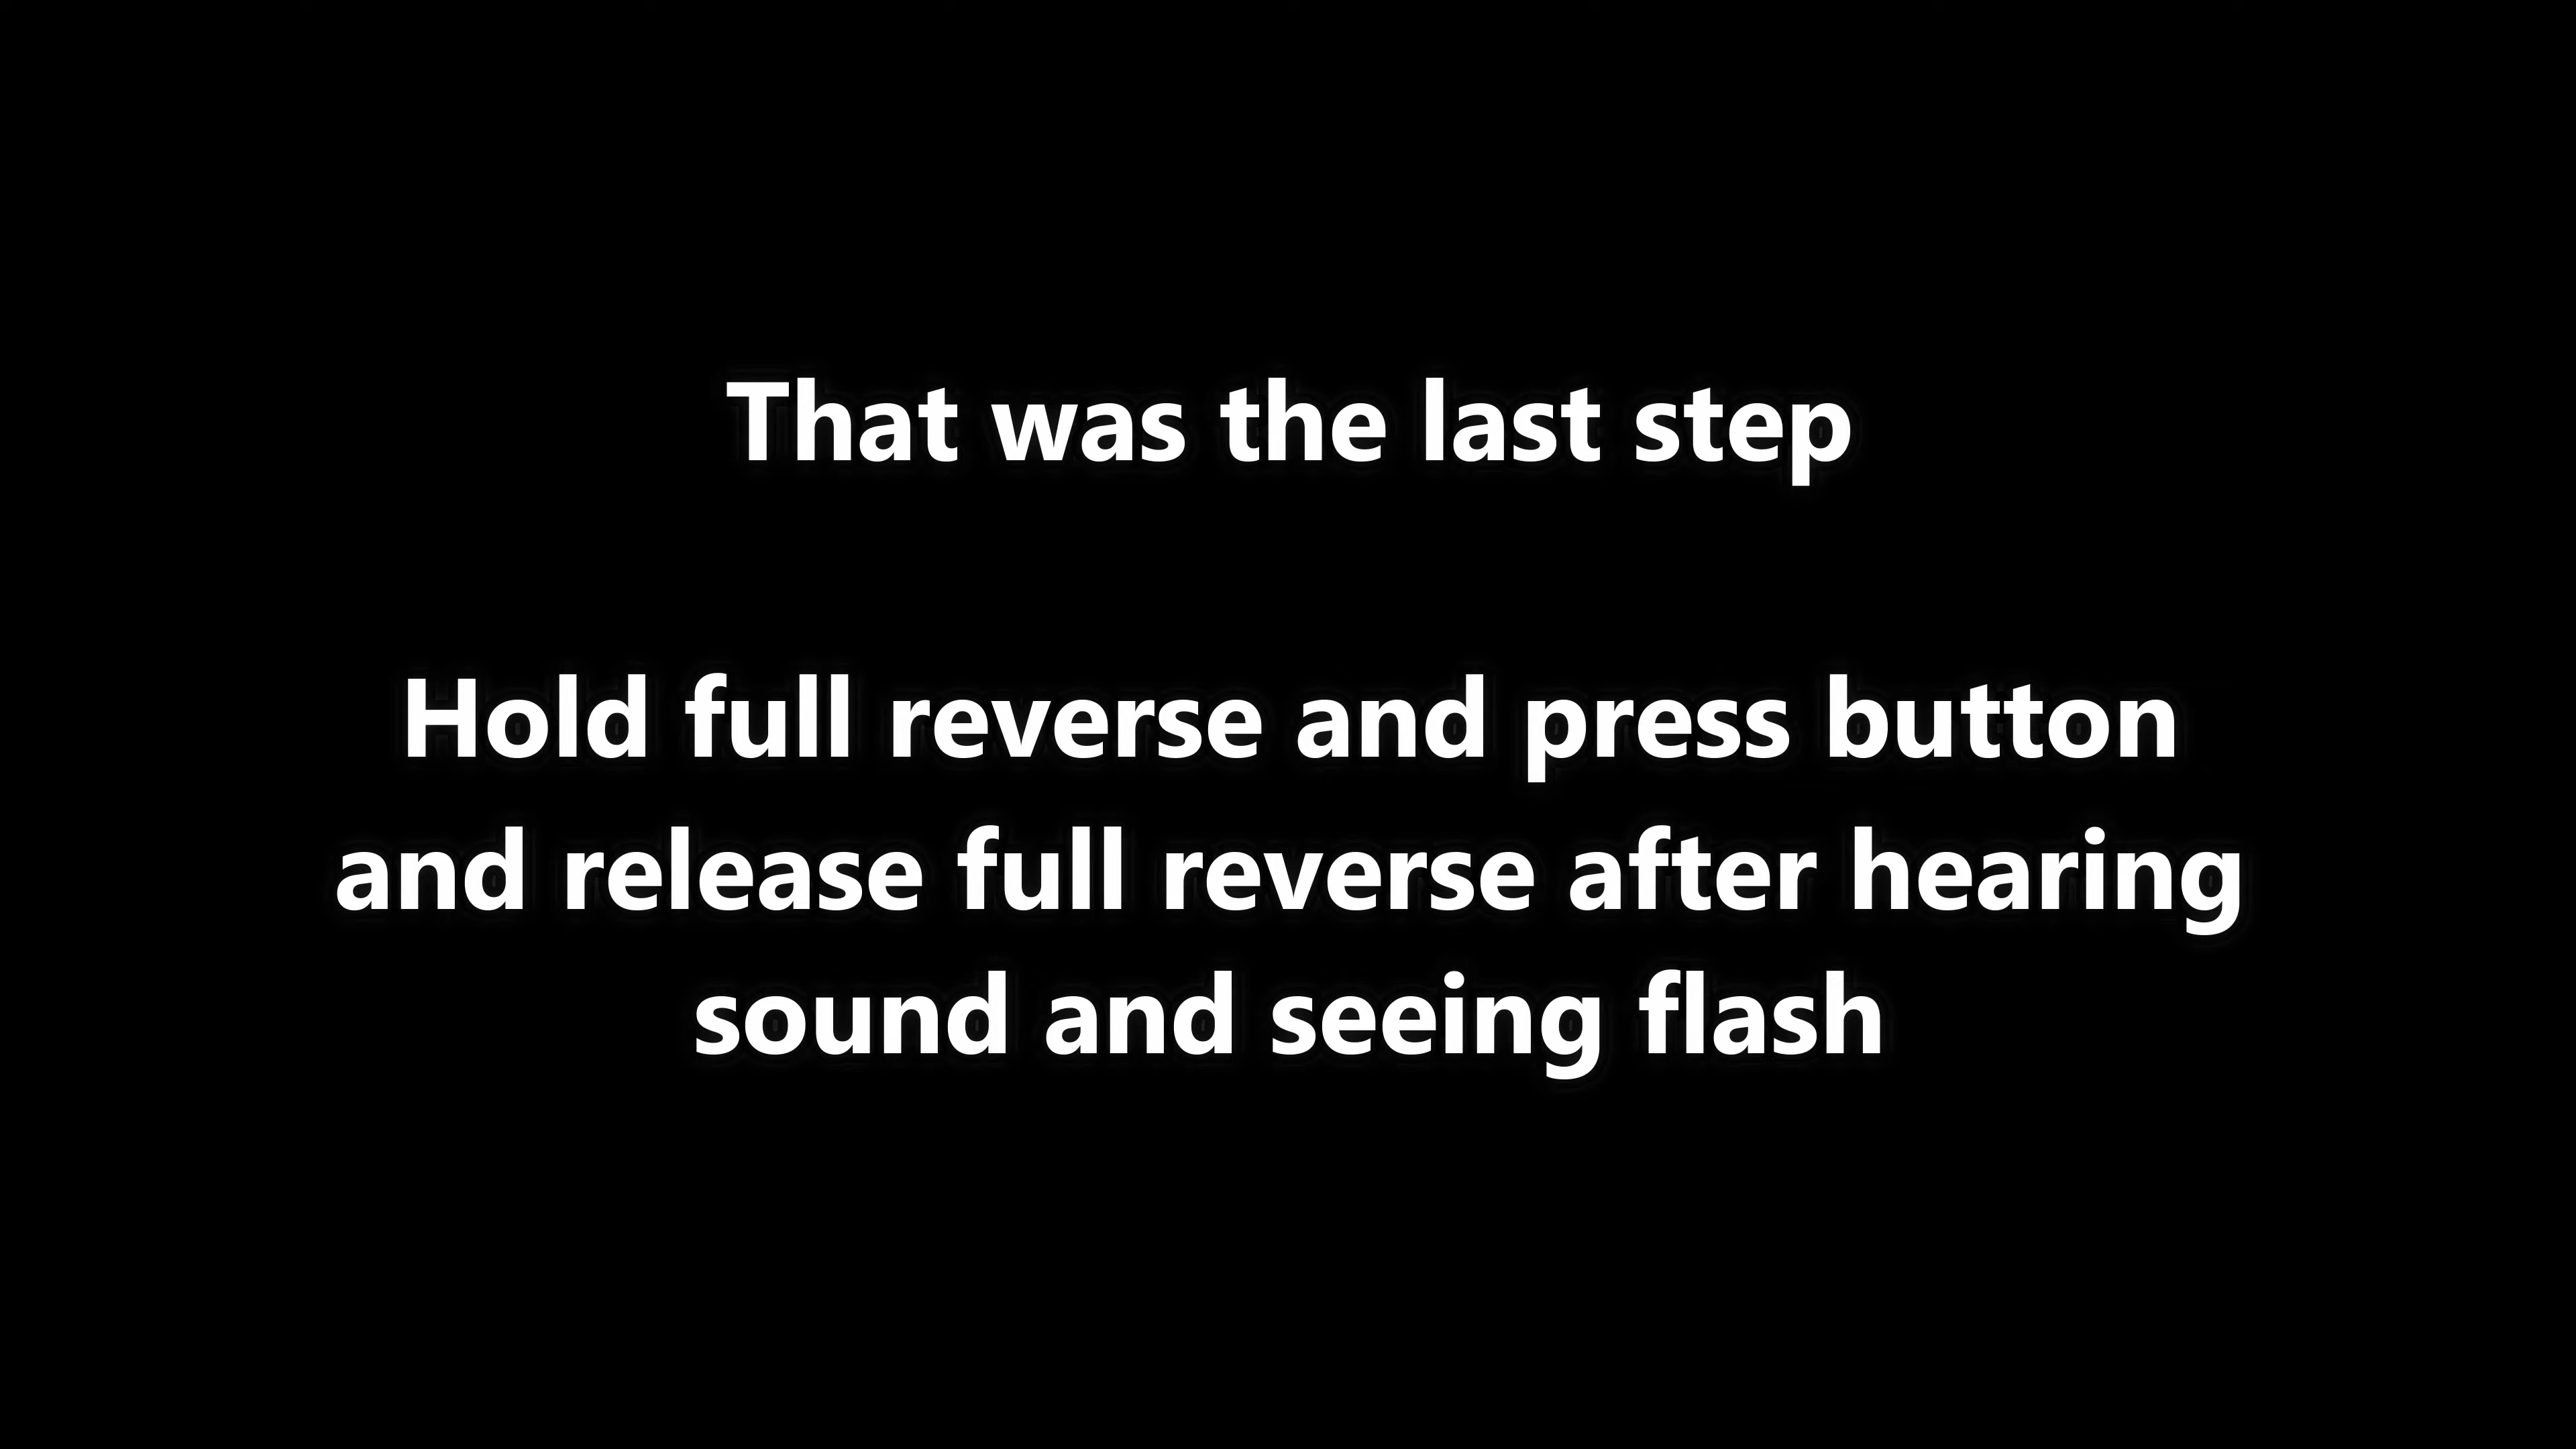 That was the last step
Hold full reverse and press button
and release full reverse after hearing
sound and seeing flash